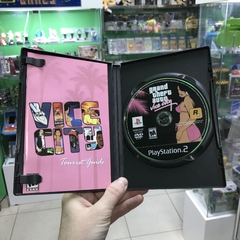 VICE
CITY
Tourist Guide
grand
theft
auto
Vice City
PlayStation 2